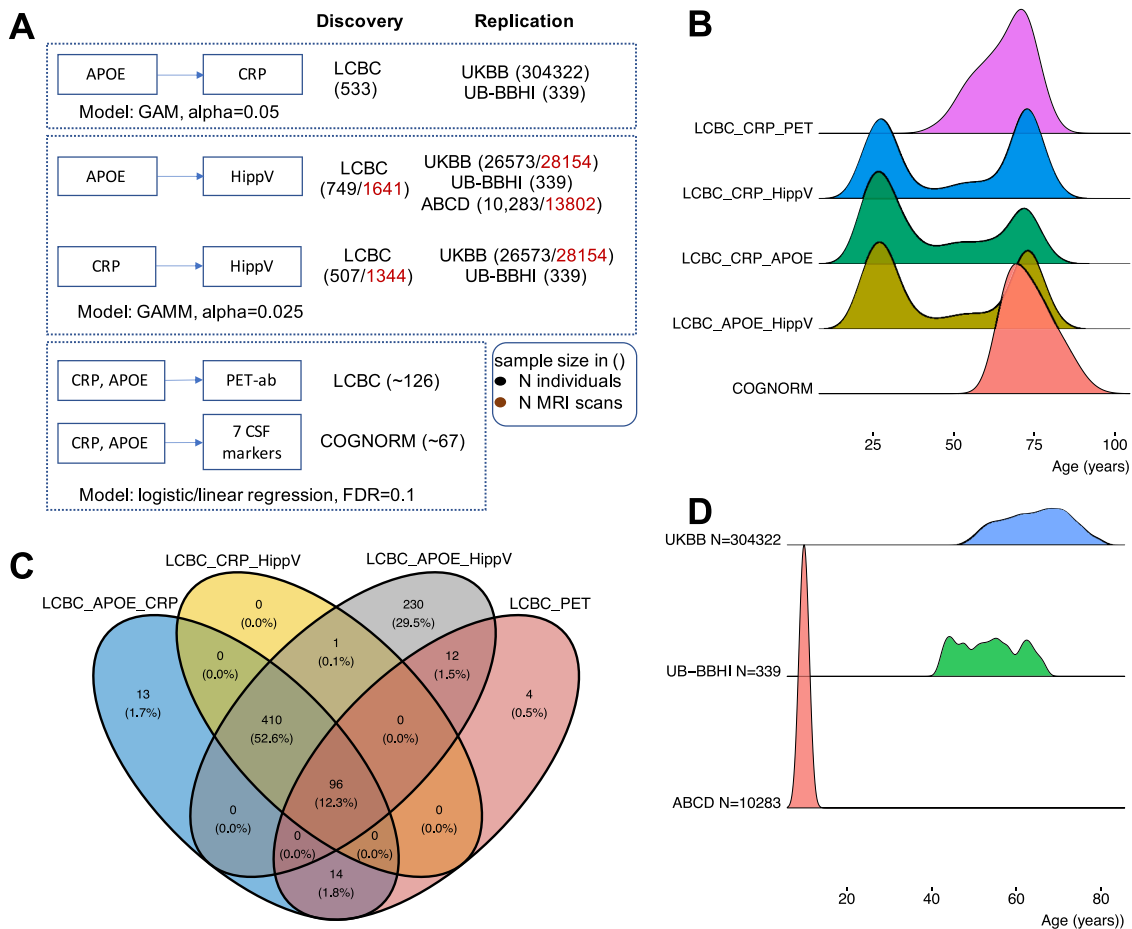 A
Discovery Replication
APOE CRP LCBC (533) UKBB (304322)
UB-BBHI (339)
Model: GAM, alpha=0.05
APOE HippV LCBC (749/1641) UKBB (26573/28154)
UB-BBHI (339)
ABCD (10,283/13802)
CRP HippV LCBC (507/1344) UKBB (26573/28154)
UB-BBHI (339)
Model: GAMM, alpha=0.025
CRP, APOE PET-ab LCBC (~126)
CRP, APOE 7 CSF markers COGNORM (~67)
Model: logistic/linear regression, FDR=0.1
sample size in ()
N individuals
N MRI scans
B
LCBC_CRP_PET
LCBC_CRP_HippV
LCBC_CRP_APOE
LCBC_APOE_HippV
COGNORM
25 50 75 100
Age (years)
C
LCBC_APOE_CRP
LCBC_CRP_HippV
LCBC_APOE_HippV
LCBC_PET
0
(0.0%)
230
(29.5%)
1
(0.1%)
0
(0.0%)
12
(1.5%)
13
(1.7%)
4
(0.5%)
410
(52.6%)
0
(0.0%)
96
(12.3%)
0
(0.0%)
0
(0.0%)
0
(0.0%)
0
(0.0%)
14
(1.8%)
D
UKBB N=304322
UB−BBHI N=339
ABCD N=10283
20 40 60 80
Age (years))